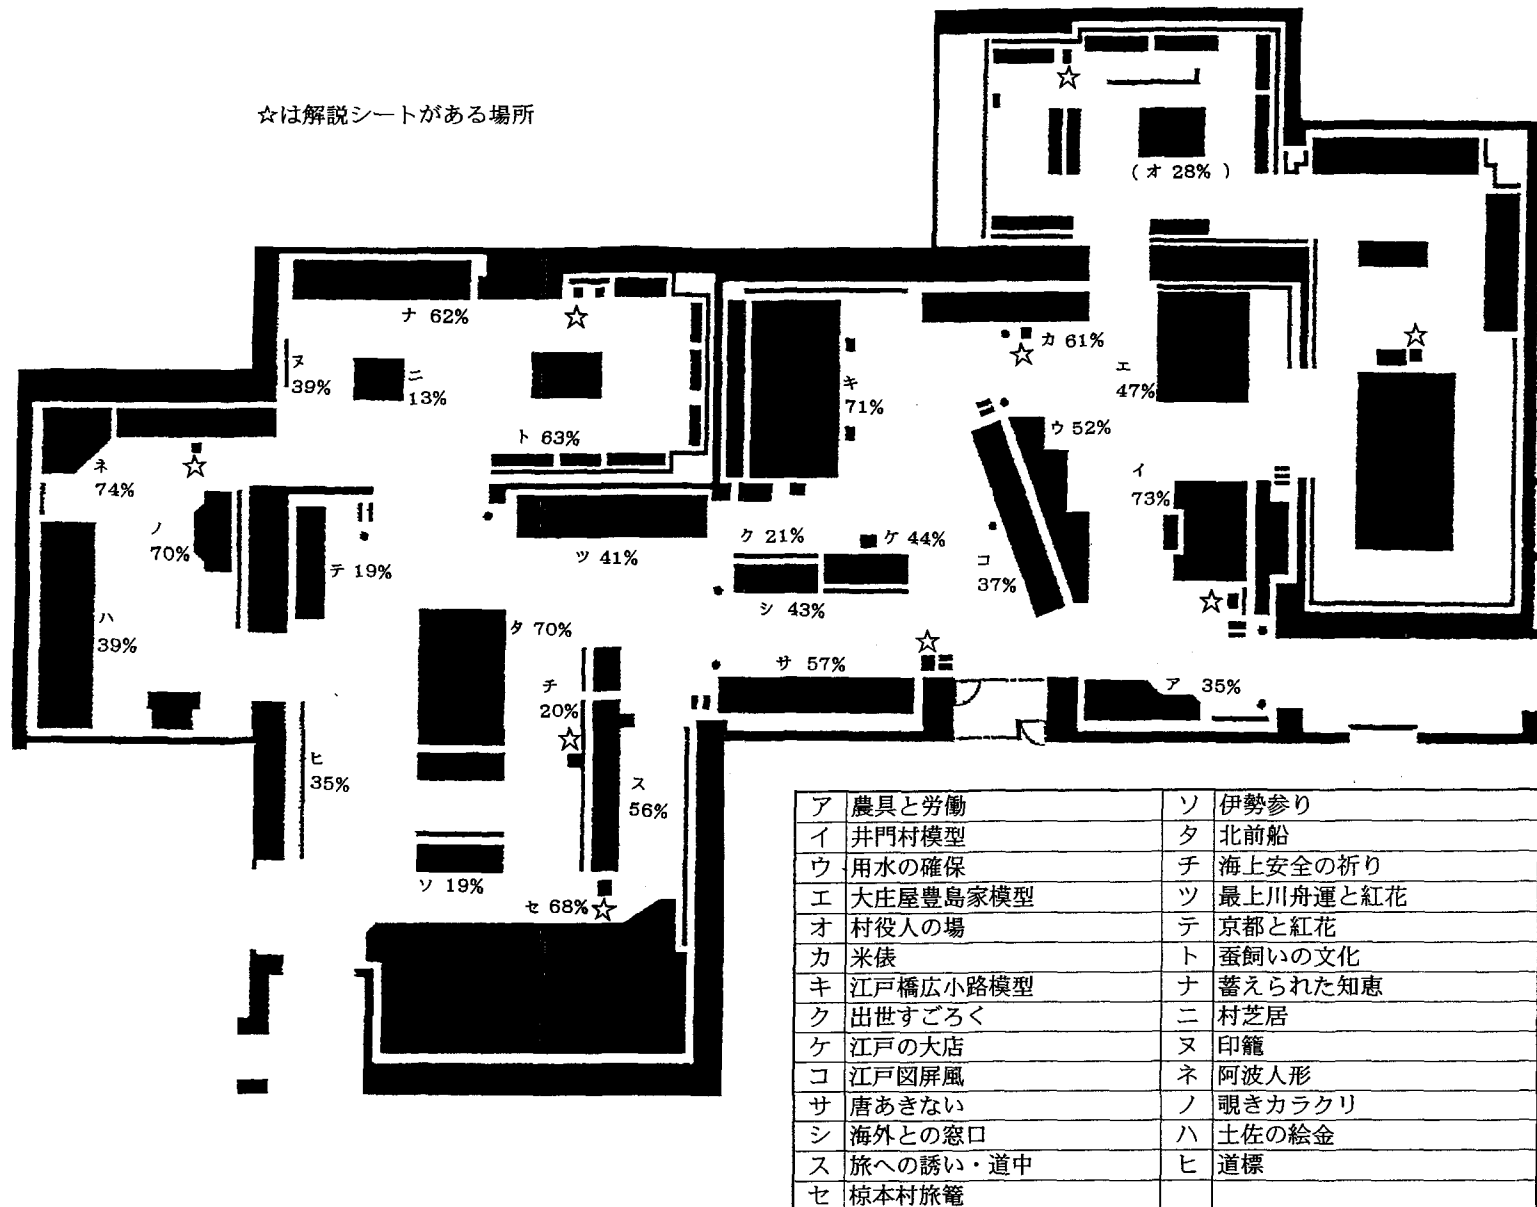 ☆は解説シートがある場所
☆
( オ 28% )
ナ 62%
☆
ヌ
39%
ニ
13%
ト 63%
☆
カ 61%
☆
エ
47%
キ
71%
ウ 52%
イ
73%
☆
ネ
74%
☆
ノ
70%
テ 19%
ツ 41%
ク 21%
ケ 44%
コ
37%
シ 43%
☆
ハ
39%
タ 70%
☆
サ 57%
ア 35%
チ
20%
☆
ヒ
35%
ス
56%
ソ 19%
セ 68%
☆
ア 農具と労働 ソ 伊勢参り
イ 井門村模型 タ 北前船
ウ 用水の確保 チ 海上安全の祈り
エ 大庄屋豊島家模型 ツ 最上川舟運と紅花
オ 村役人の場 テ 京都と紅花
カ 米俵 ト 蚕飼いの文化
キ 江戸橋広小路模型 ナ 蓄えられた知恵
ク 出世すごろく ニ 村芝居
ケ 江戸の大店 ヌ 印籠
コ 江戸図屏風 ネ 阿波人形
サ 唐あきない ノ 覗きカラクリ
シ 海外との窓口 ハ 土佐の絵金
ス 旅への誘い・道中 ヒ 道標
セ 椋本村旅篭